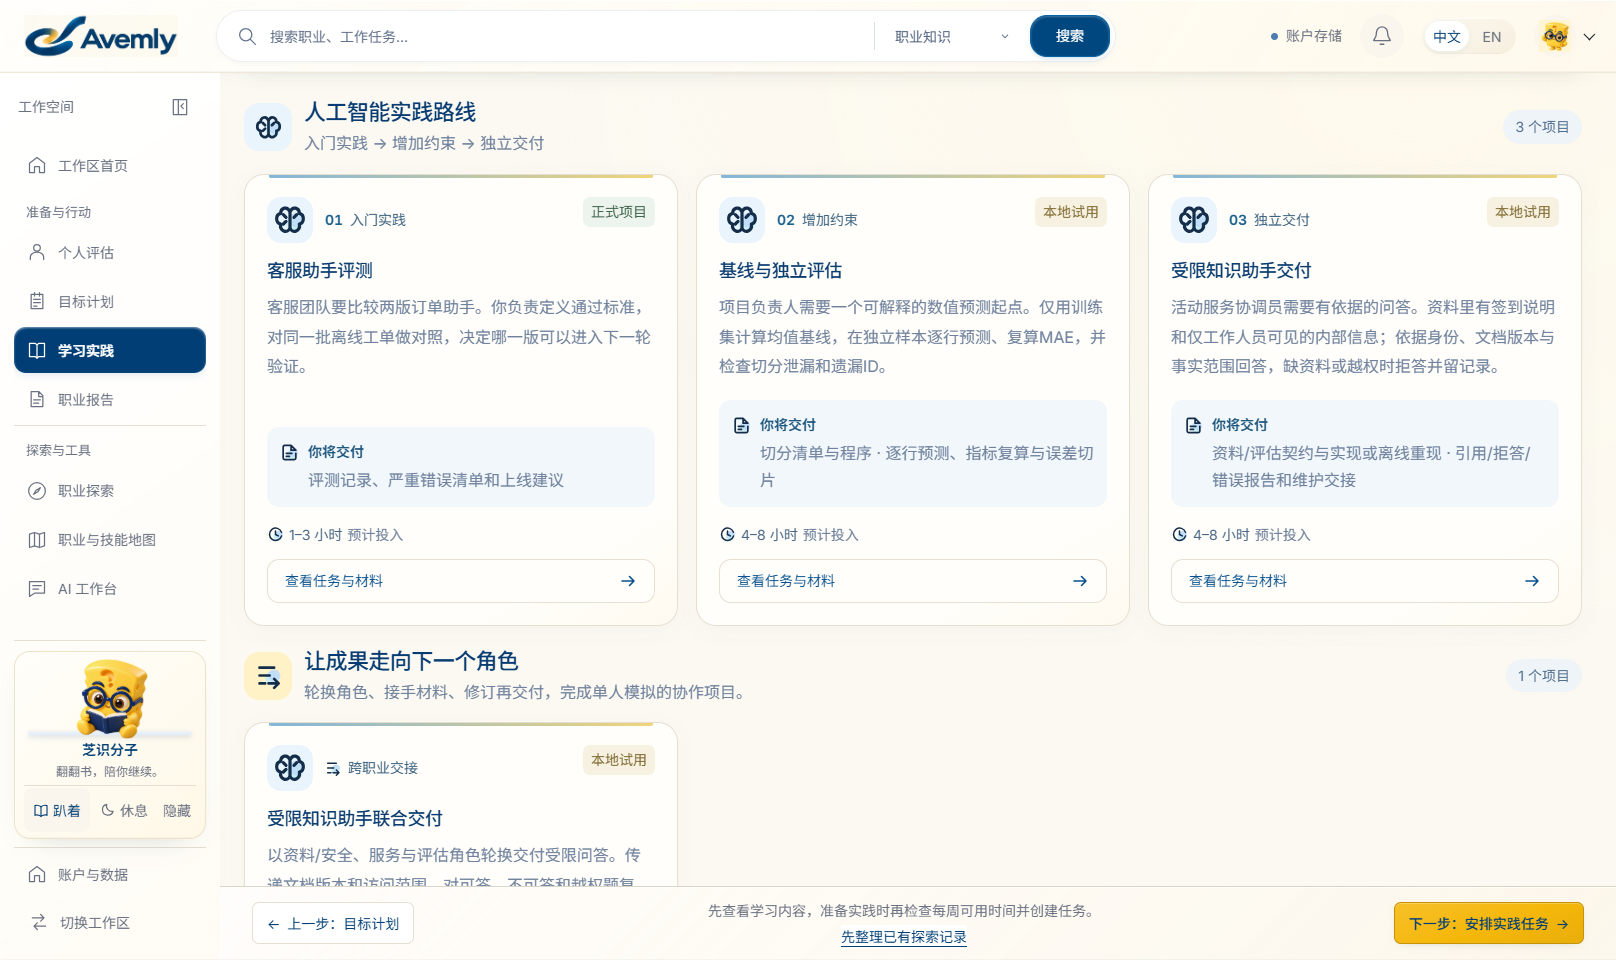 Avemly
搜索职业、工作任务...
职业知识
搜索
账户存储
中文
EN
工作空间
工作区首页
准备与行动
个人评估
目标计划
学习实践
职业报告
探索与工具
职业探索
职业与技能地图
AI 工作台
芝识分子
翻翻书，陪你继续。
趴着
休息
隐藏
账户与数据
切换工作区
人工智能实践路线
入门实践 → 增加约束 → 独立交付
3 个项目
01 入门实践
正式项目
客服助手评测
客服团队要比较两版订单助手。你负责定义通过标准，
对同一批离线工单做对照，决定哪一版可以进入下一轮
验证。
你将交付
评测记录、严重错误清单和上线建议
1–3 小时 预计投入
查看任务与材料 →
02 增加约束
本地试用
基线与独立评估
项目负责人需要一个可解释的数值预测起点。仅用训练
集计算均值基线，在独立样本逐行预测、复算MAE，并
检查切分泄漏和遗漏ID。
你将交付
切分清单与程序 · 逐行预测、指标复算与误差切
片
4–8 小时 预计投入
查看任务与材料 →
03 独立交付
本地试用
受限知识助手交付
活动服务协调员需要有依据的问答。资料里有签到说明
和仅工作人员可见的内部信息；依据身份、文档版本与
事实范围回答，缺资料或越权时拒答并留记录。
你将交付
资料/评估契约与实现或离线重现 · 引用/拒答/
错误报告和维护交接
4–8 小时 预计投入
查看任务与材料 →
让成果走向下一个角色
轮换角色、接手材料、修订再交付，完成单人模拟的协作项目。
1 个项目
跨职业交接
本地试用
受限知识助手联合交付
以资料/安全、服务与评估角色轮换交付受限问答。传
递文档版本和访问范围，对可答、不可答和越权题复
← 上一步：目标计划
先查看学习内容，准备实践时再检查每周可用时间并创建任务。
先整理已有探索记录
下一步：安排实践任务 →